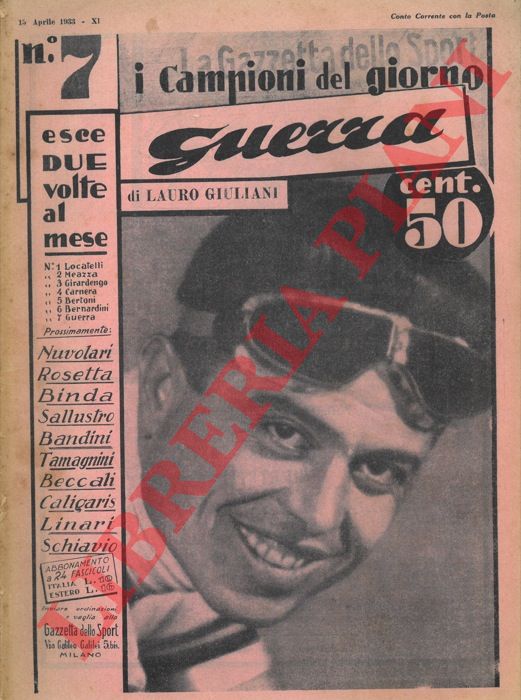 15 Aprile 1933 - XI
Conto Corrente con la Posta
n.° 7
La Gazzetta dello Sport
i Campioni del giorno
Guerra
di LAURO GIULIANI
cent.
50
esce
DUE
volte
al
mese
N.° 1 Locatelli
,, 2 Meazza
,, 3 Girardengo
,, 4 Carnera
,, 5 Bertoni
,, 6 Bernardini
,, 7 Guerra
Prossimamente:
Nuvolari
Rosetta
Binda
Sallustro
Bandini
Tamagnini
Beccali
Caligaris
Linari
Schiavio
ABBONAMENTO
a 24 FASCICOLI
ITALIA L.
ESTERO L.
Inviare ordinazioni
e vaglia alla
Gazzetta dello Sport
Via Galileo Galilei 5.bis.
MILANO
LIBRERIA PIANI